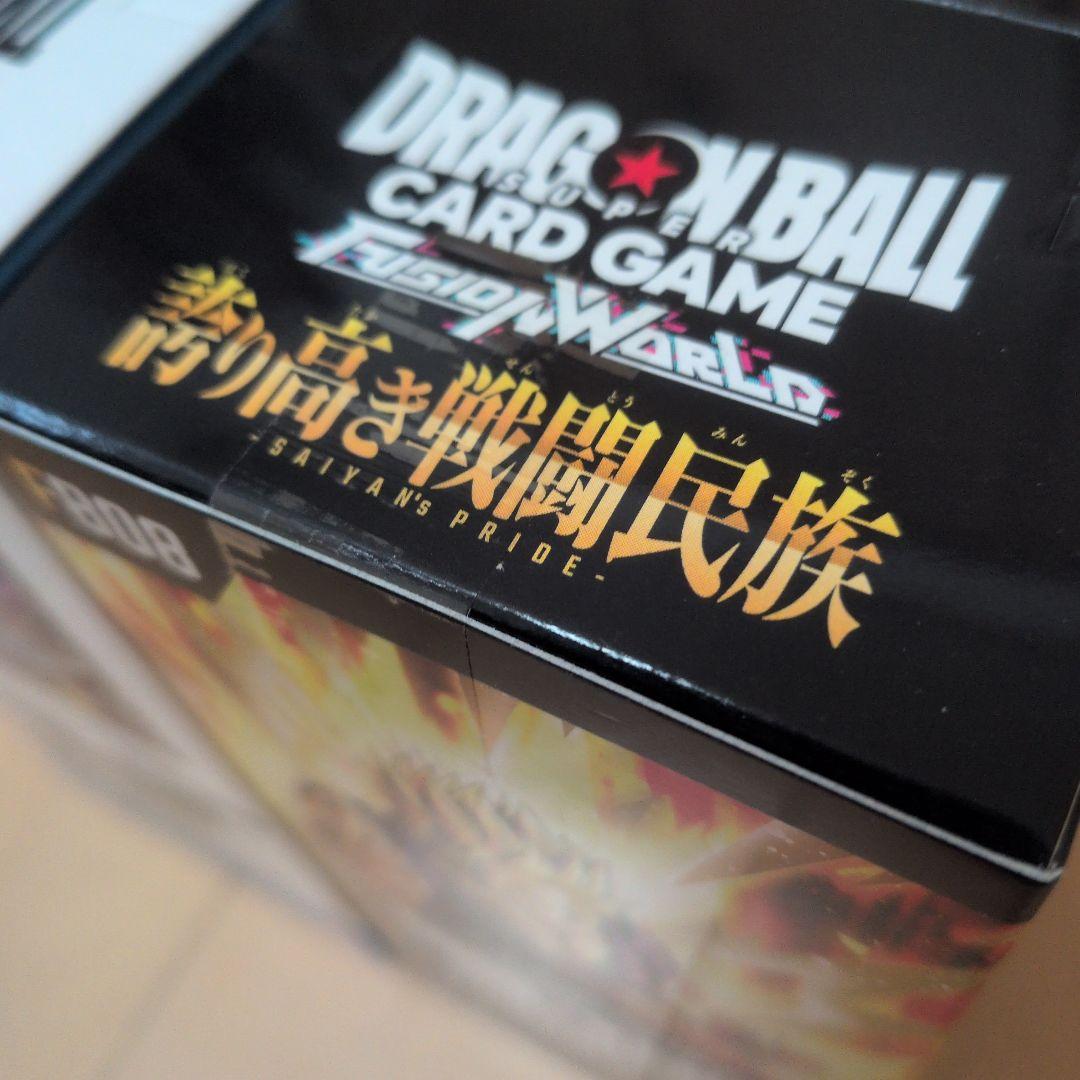 DRAGON BALL
SUPER
CARD GAME
FUSION WORLD
誇り高き戦闘民族
-SAIYAN's PRIDE-